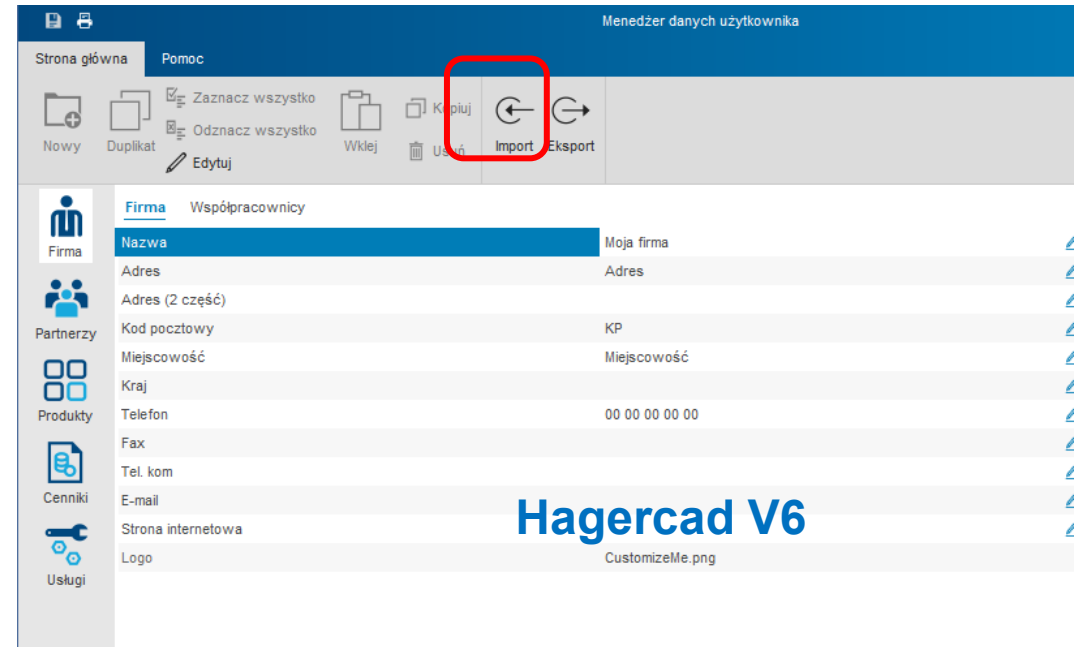 Menedżer danych użytkownika
Strona główna Pomoc
Nowy
Duplikat
Zaznacz wszystko
Odznacz wszystko
Edytuj
Wklej
Kopiuj
Usuń
Import
Eksport
Firma
Partnerzy
Produkty
Cenniki
Usługi
Firma Współpracownicy
Nazwa Moja firma
Adres Adres
Adres (2 część)
Kod pocztowy KP
Miejscowość Miejscowość
Kraj
Telefon 00 00 00 00 00
Fax
Tel. kom
E-mail
Strona internetowa
Logo CustomizeMe.png
Hagercad V6